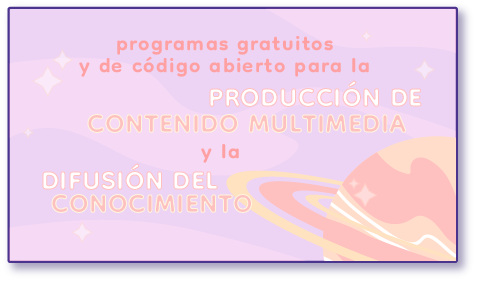 programas gratuitos
y de código abierto para la
PRODUCCIÓN DE
CONTENIDO MULTIMEDIA
y la
DIFUSIÓN DEL
CONOCIMIENTO